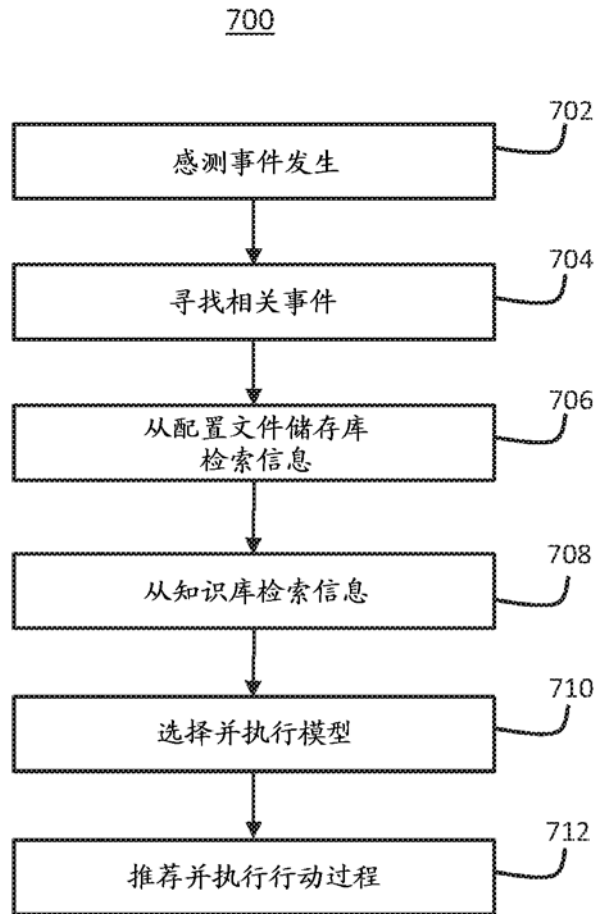 700
702
感测事件发生
704
寻找相关事件
706
从配置文件储存库
检索信息
708
从知识库检索信息
710
选择并执行模型
712
推荐并执行行动过程